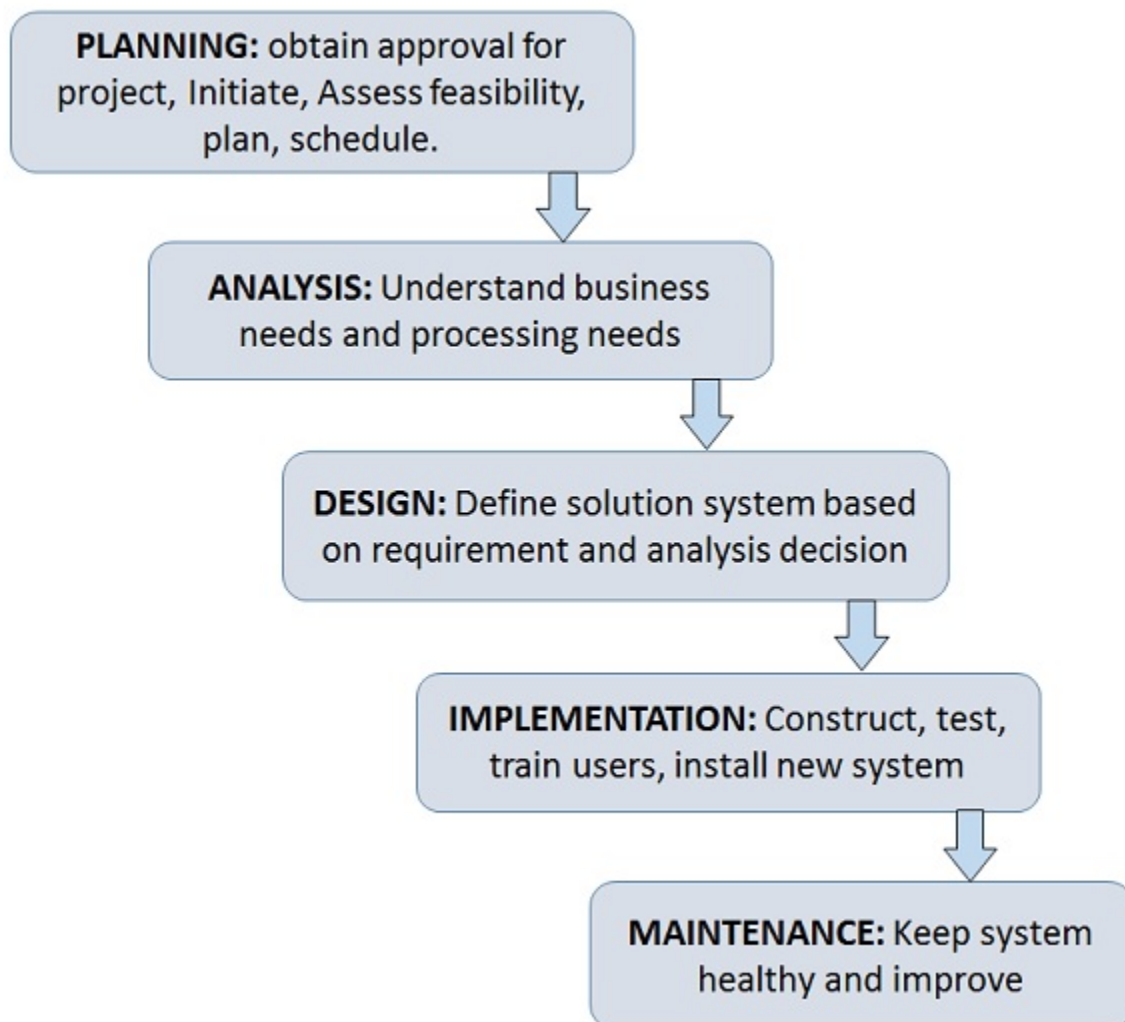 PLANNING: obtain approval for
project, Initiate, Assess feasibility,
plan, schedule.
ANALYSIS: Understand business
needs and processing needs
DESIGN: Define solution system based
on requirement and analysis decision
IMPLEMENTATION: Construct, test,
train users, install new system
MAINTENANCE: Keep system
healthy and improve